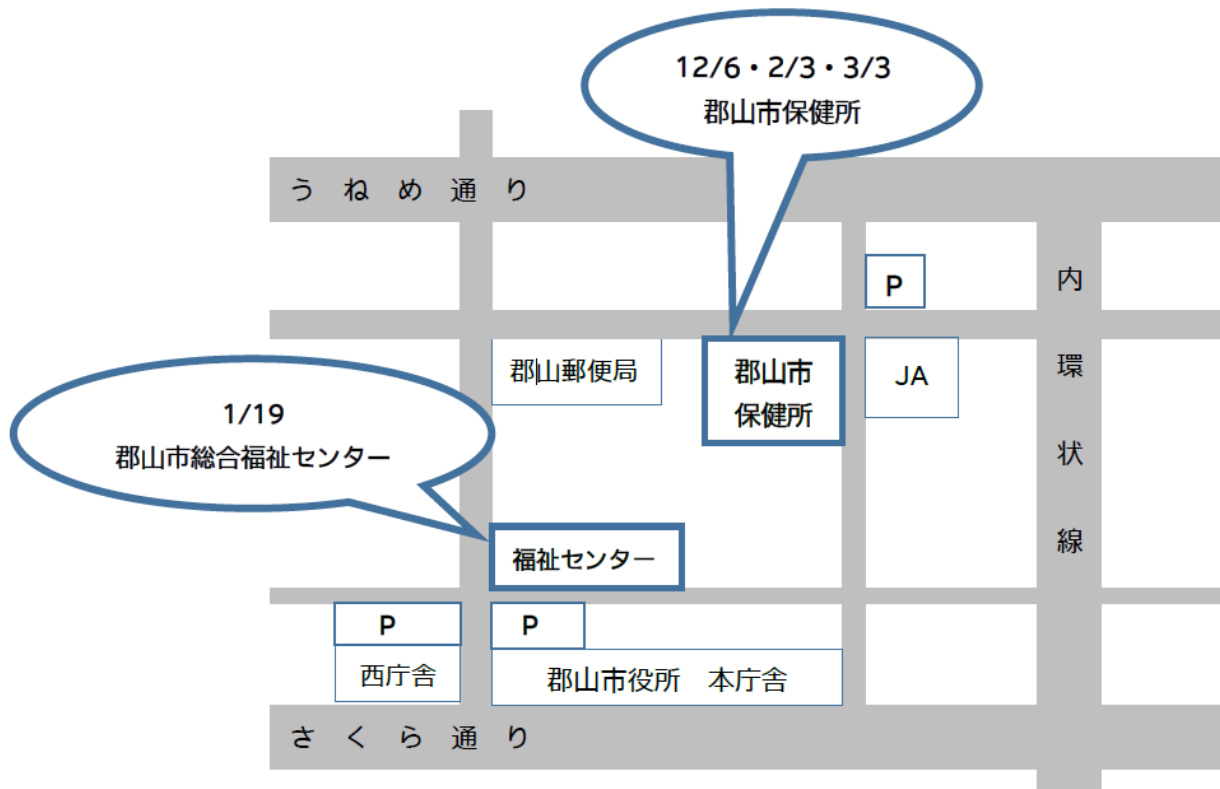 12/6・2/3・3/3
郡山市保健所
うねめ通り
P
内環状線
郡山郵便局
郡山市
保健所
JA
1/19
郡山市総合福祉センター
福祉センター
P
P
西庁舎
郡山市役所　本庁舎
さくら通り